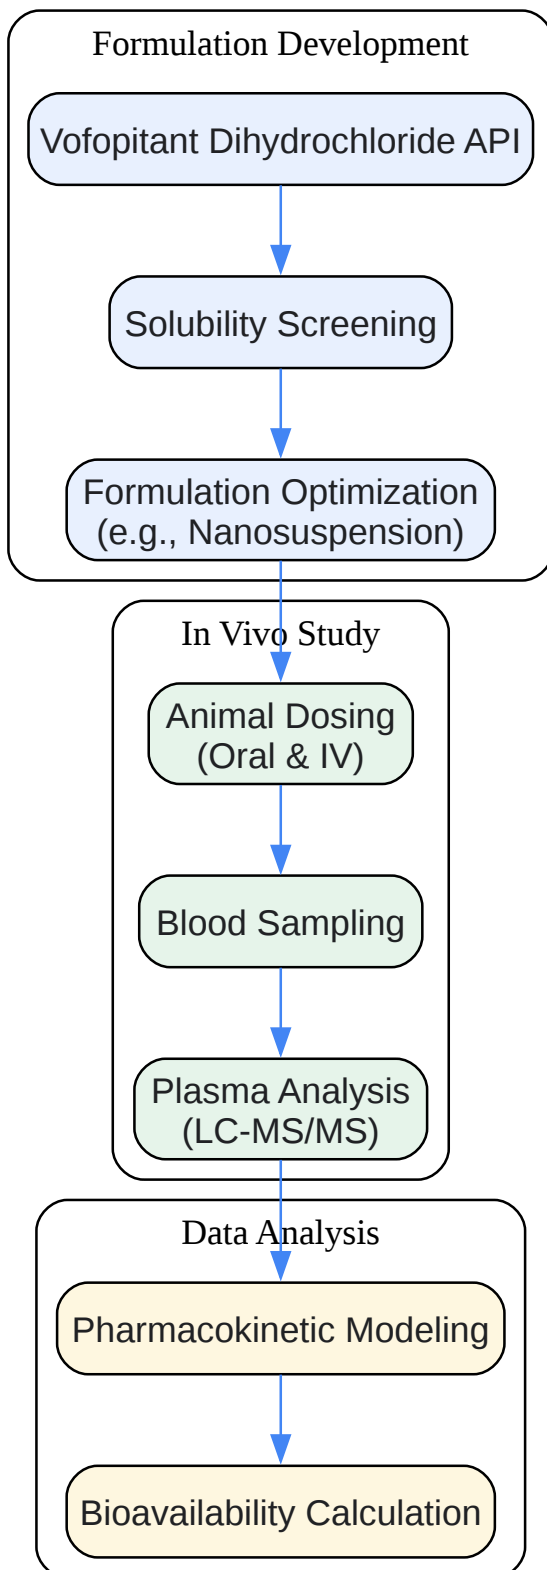 Formulation Development
Vofopitant Dihydrochloride API
Solubility Screening
Formulation Optimization
(e.g., Nanosuspension)
In Vivo Study
Animal Dosing
(Oral & IV)
Blood Sampling
Plasma Analysis
(LC-MS/MS)
Data Analysis
Pharmacokinetic Modeling
Bioavailability Calculation